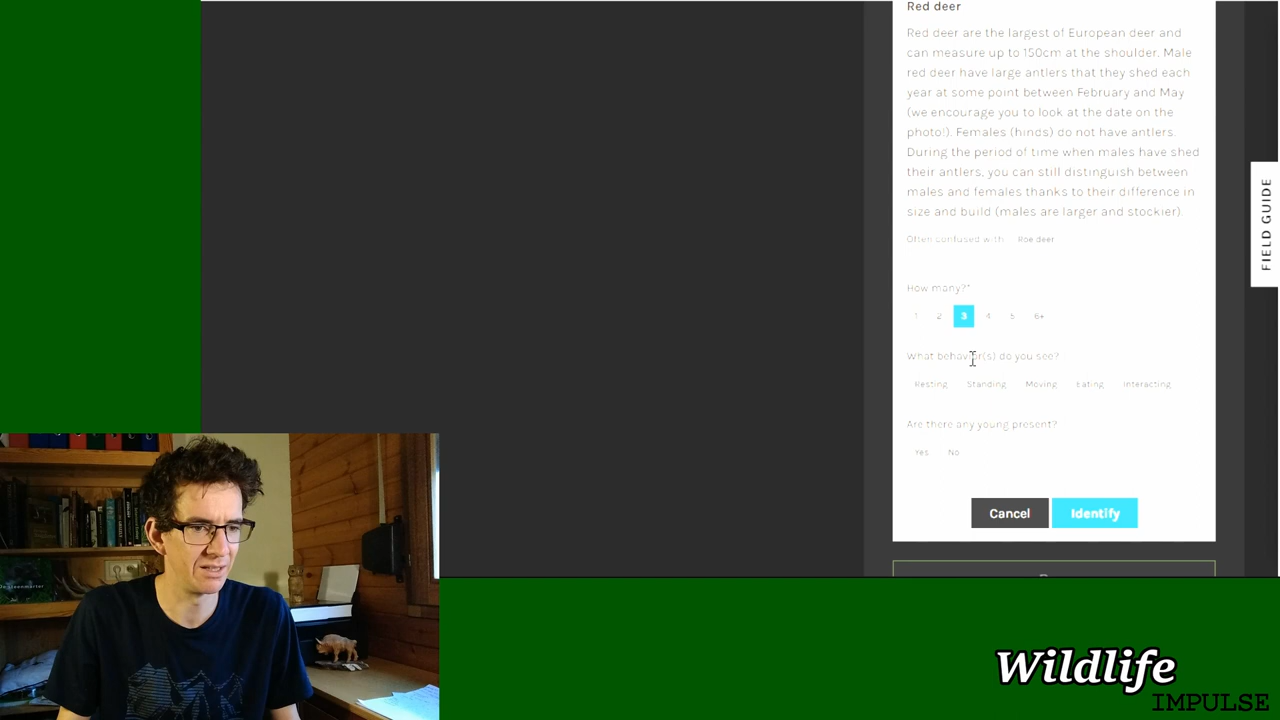 Red deer
Red deer are the largest of European deer and
can measure up to 150cm at the shoulder. Male
red deer have large antlers that they shed each
year at some point between February and May
(we encourage you to look at the date on the
photo!). Females (hinds) do not have antlers.
During the period of time when males have shed
their antlers, you can still distinguish between
males and females thanks to their difference in
size and build (males are larger and stockier).
Often confused with Roe deer
How many?*
1 2 3 4 5 6+
What behavior(s) do you see?
Resting Standing Moving Eating Interacting
Are there any young present?
Yes No
Cancel Identify
FIELD GUIDE
Wildlife
IMPULSE